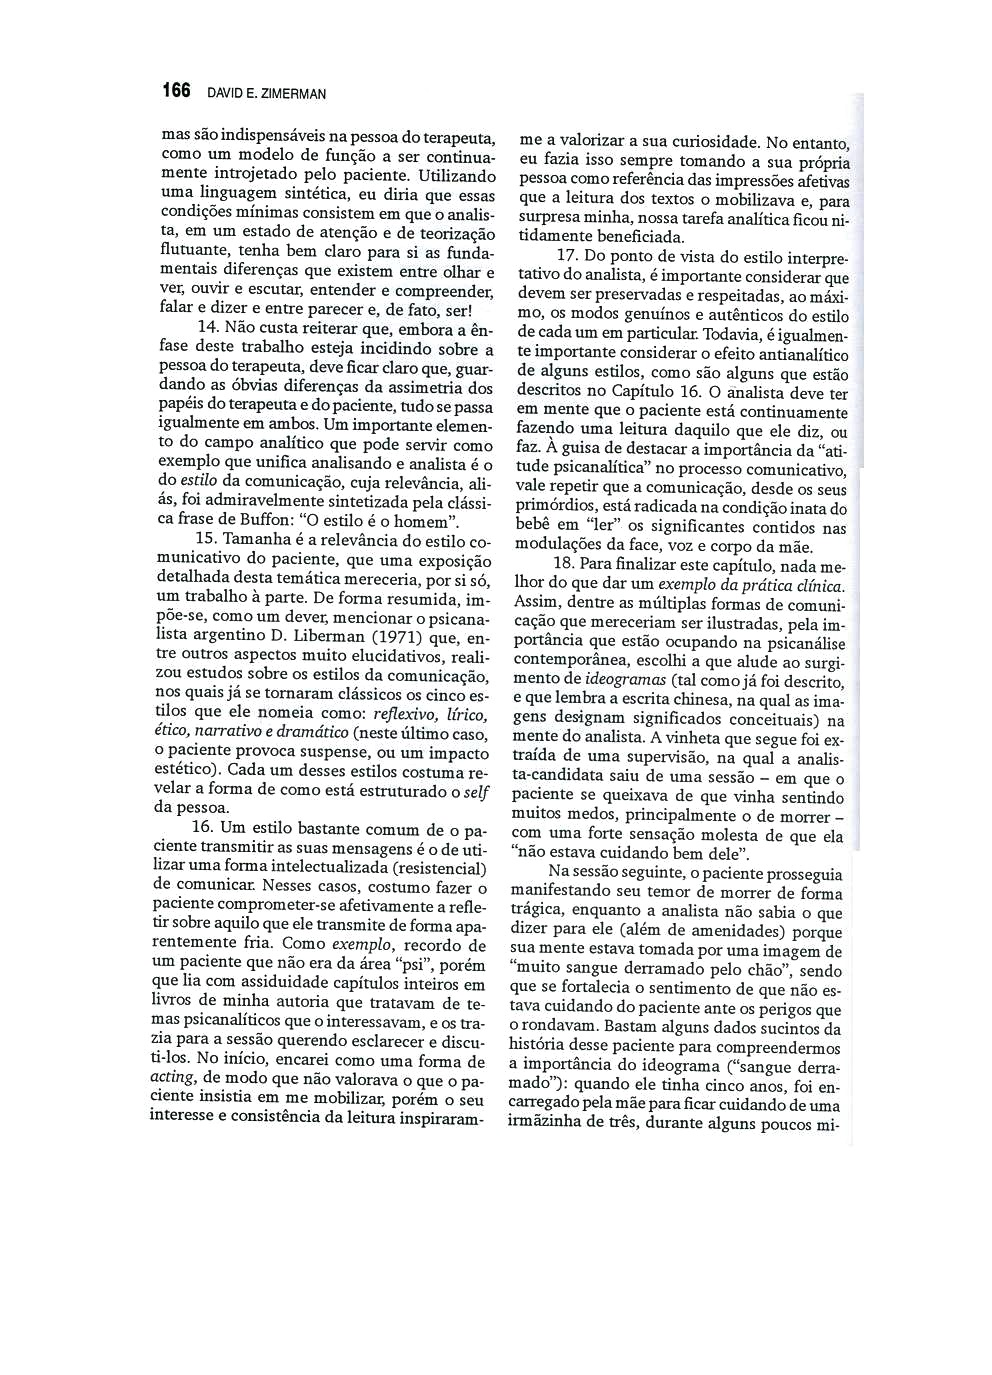 166 DAVID E. ZIMERMAN
mas são indispensáveis na pessoa do terapeuta,
como um modelo de função a ser continua-
mente introjetado pelo paciente. Utilizando
uma linguagem sintética, eu diria que essas
condições mínimas consistem em que o analis-
ta, em um estado de atenção e de teorização
flutuante, tenha bem claro para si as funda-
mentais diferenças que existem entre olhar e
ver, ouvir e escutar, entender e compreender,
falar e dizer e entre parecer e, de fato, ser!
14. Não custa reiterar que, embora a ên-
fase deste trabalho esteja incidindo sobre a
pessoa do terapeuta, deve ficar claro que, guar-
dando as óbvias diferenças da assimetria dos
papéis do terapeuta e do paciente, tudo se passa
igualmente em ambos. Um importante elemen-
to do campo analítico que pode servir como
exemplo que unifica analisando e analista é o
do estilo da comunicação, cuja relevância, ali-
ás, foi admiravelmente sintetizada pela clássi-
ca frase de Buffon: “O estilo é o homem”.
15. Tamanha é a relevância do estilo co-
municativo do paciente, que uma exposição
detalhada desta temática mereceria, por si só,
um trabalho à parte. De forma resumida, im-
põe-se, como um dever, mencionar o psicana-
lista argentino D. Liberman (1971) que, en-
tre outros aspectos muito elucidativos, reali-
zou estudos sobre os estilos da comunicação,
nos quais já se tornaram clássicos os cinco es-
tilos que ele nomeia como: reflexivo, lírico,
ético, narrativo e dramático (neste último caso,
o paciente provoca suspense, ou um impacto
estético). Cada um desses estilos costuma re-
velar a forma de como está estruturado o self
da pessoa.
16. Um estilo bastante comum de o pa-
ciente transmitir as suas mensagens é o de uti-
lizar uma forma intelectualizada (resistencial)
de comunicar. Nesses casos, costumo fazer o
paciente comprometer-se afetivamente a refle-
tir sobre aquilo que ele transmite de forma apa-
rentemente fria. Como exemplo, recordo de
um paciente que não era da área “psi”, porém
que lia com assiduidade capítulos inteiros em
livros de minha autoria que tratavam de te-
mas psicanalíticos que o interessavam, e os tra-
zia para a sessão querendo esclarecer e discu-
ti-los. No início, encarei como uma forma de
acting, de modo que não valorava o que o pa-
ciente insistia em me mobilizar, porém o seu
interesse e consistência da leitura inspiraram-
me a valorizar a sua curiosidade. No entanto,
eu fazia isso sempre tomando a sua própria
pessoa como referência das impressões afetivas
que a leitura dos textos o mobilizava e, para
surpresa minha, nossa tarefa analítica ficou ni-
tidamente beneficiada.
17. Do ponto de vista do estilo interpre-
tativo do analista, é importante considerar que
devem ser preservadas e respeitadas, ao máxi-
mo, os modos genuínos e autênticos do estilo
de cada um em particular. Todavia, é igualmen-
te importante considerar o efeito antianalítico
de alguns estilos, como são alguns que estão
descritos no Capítulo 16. O analista deve ter
em mente que o paciente está continuamente
fazendo uma leitura daquilo que ele diz, ou
faz. À guisa de destacar a importância da “ati-
tude psicanalítica” no processo comunicativo,
vale repetir que a comunicação, desde os seus
primórdios, está radicada na condição inata do
bebê em “ler” os significantes contidos nas
modulações da face, voz e corpo da mãe.
18. Para finalizar este capítulo, nada me-
lhor do que dar um exemplo da prática clínica.
Assim, dentre as múltiplas formas de comuni-
cação que mereceriam ser ilustradas, pela im-
portância que estão ocupando na psicanálise
contemporânea, escolhi a que alude ao surgi-
mento de ideogramas (tal como já foi descrito,
e que lembra a escrita chinesa, na qual as ima-
gens designam significados conceituais) na
mente do analista. A vinheta que segue foi ex-
traída de uma supervisão, na qual a analis-
ta-candidata saiu de uma sessão – em que o
paciente se queixava de que vinha sentindo
muitos medos, principalmente o de morrer –
com uma forte sensação molesta de que ela
“não estava cuidando bem dele”.
Na sessão seguinte, o paciente prosseguia
manifestando seu temor de morrer de forma
trágica, enquanto a analista não sabia o que
dizer para ele (além de amenidades) porque
sua mente estava tomada por uma imagem de
“muito sangue derramado pelo chão”, sendo
que se fortalecia o sentimento de que não es-
tava cuidando do paciente ante os perigos que
o rondavam. Bastam alguns dados sucintos da
história desse paciente para compreendermos
a importância do ideograma (“sangue derra-
mado”): quando ele tinha cinco anos, foi en-
carregado pela mãe para ficar cuidando de uma
irmãzinha de três, durante alguns poucos mi-